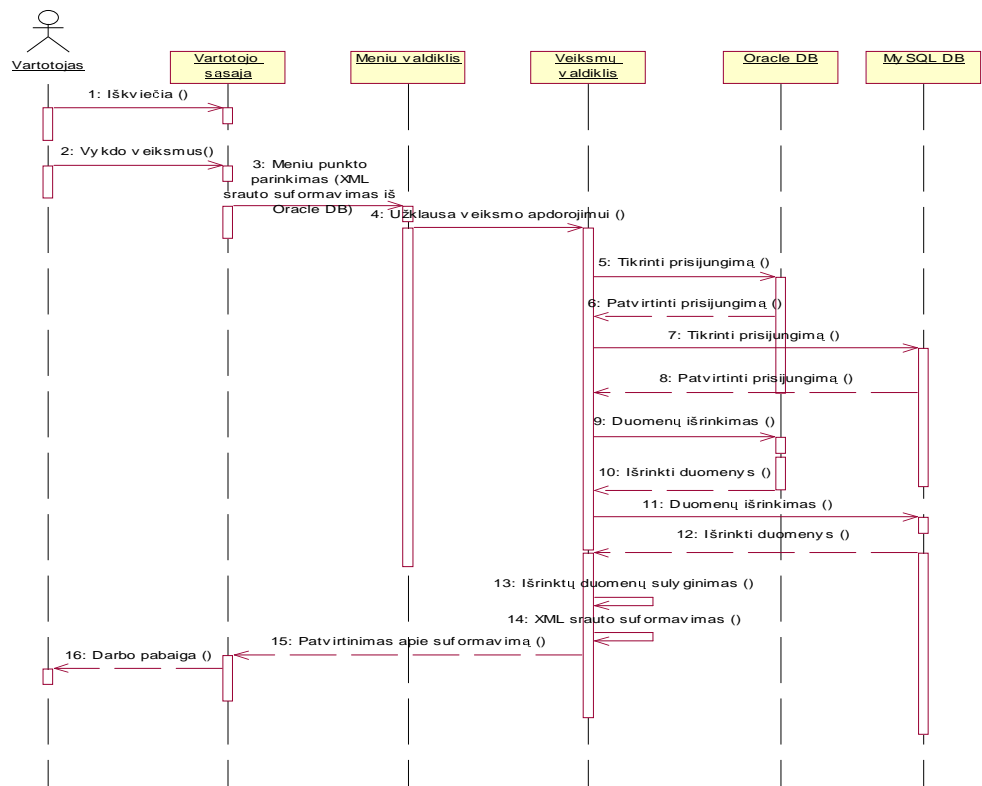 Vartotojas
Vartotojo
sąsaja
Meniu valdiklis
Veiksmų
valdiklis
Oracle DB
MySQL DB
1: Iškviečia ()
2: Vykdo veiksmus()
3: Meniu punkto
parinkimas (XML
srauto suformavimas iš
Oracle DB)
4: Užklausa veiksmo apdorojimui ()
5: Tikrinti prisijungimą ()
6: Patvirtinti prisijungimą ()
7: Tikrinti prisijungimą ()
8: Patvirtinti prisijungimą ()
9: Duomenų išrinkimas ()
10: Išrinkti duomenys ()
11: Duomenų išrinkimas ()
12: Išrinkti duomenys ()
13: Išrinktų duomenų sulyginimas ()
14: XML srauto suformavimas ()
15: Patvirtinimas apie suformavimą ()
16: Darbo pabaiga ()